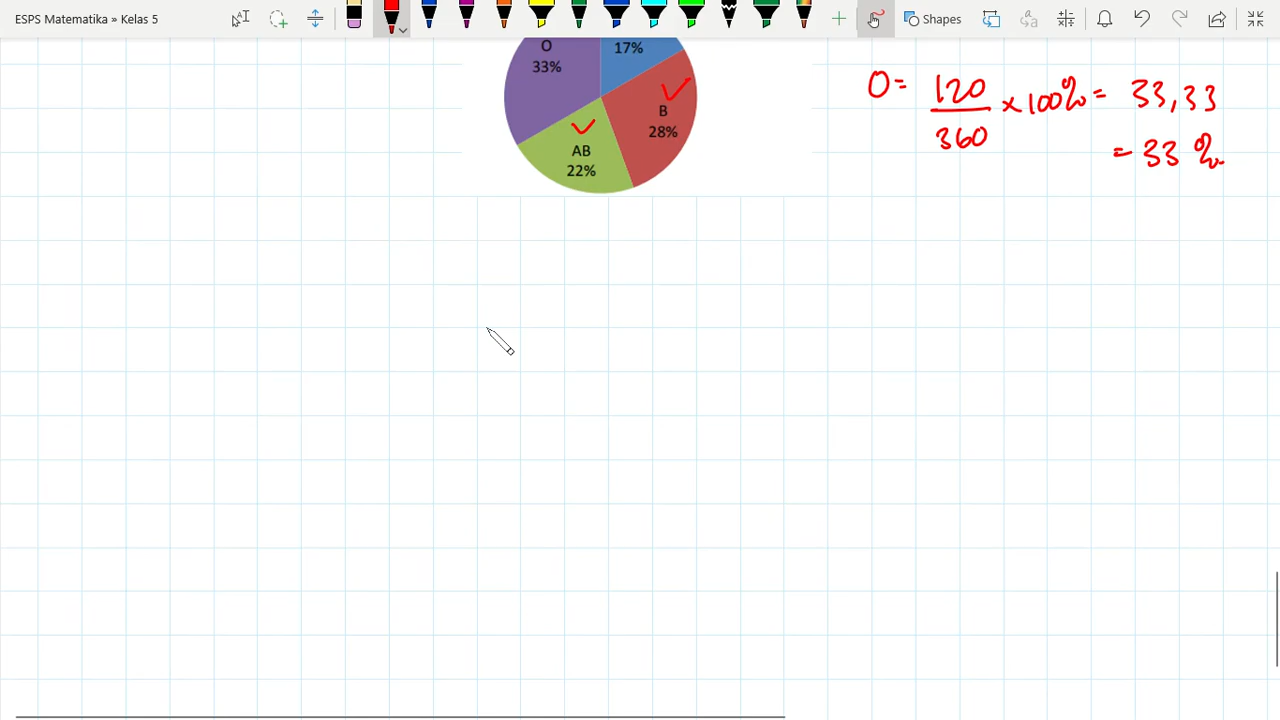 ESPS Matematika » Kelas 5
Shapes
O
33%
17%
B
28%
AB
22%
O = 120/360 x 100% = 33,33
= 33 %